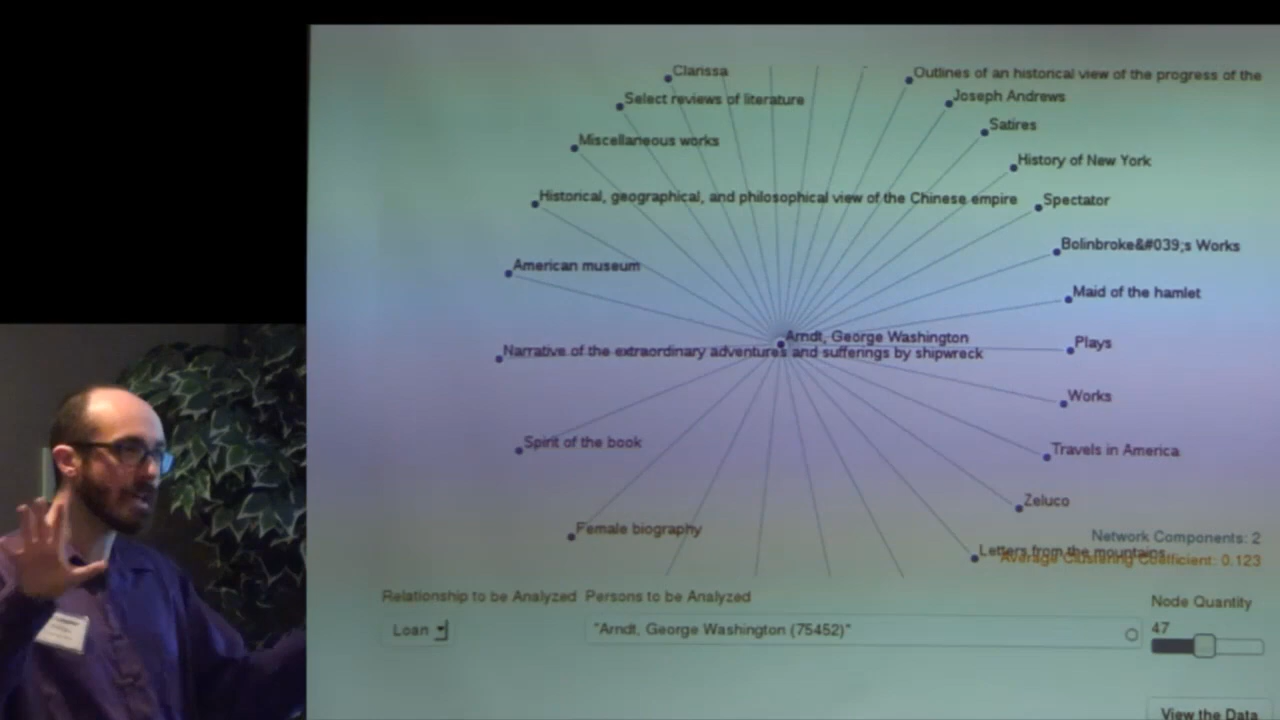 Clarissa
Outlines of an historical view of the progress of the
Select reviews of literature
Joseph Andrews
Satires
Miscellaneous works
History of New York
Historical, geographical, and philosophical view of the Chinese empire
Spectator
Bolinbroke&#039;s Works
American museum
Maid of the hamlet
Arndt, George Washington
Plays
Narrative of the extraordinary adventures and sufferings by shipwreck
Works
Spirit of the book
Travels in America
Zeluco
Female biography
Network Components: 2
Letters from the mountains
Average Clustering Coefficient: 0.123
Relationship to be Analyzed
Persons to be Analyzed
Node Quantity
Loan
"Arndt, George Washington (75452)"
47
View the Data